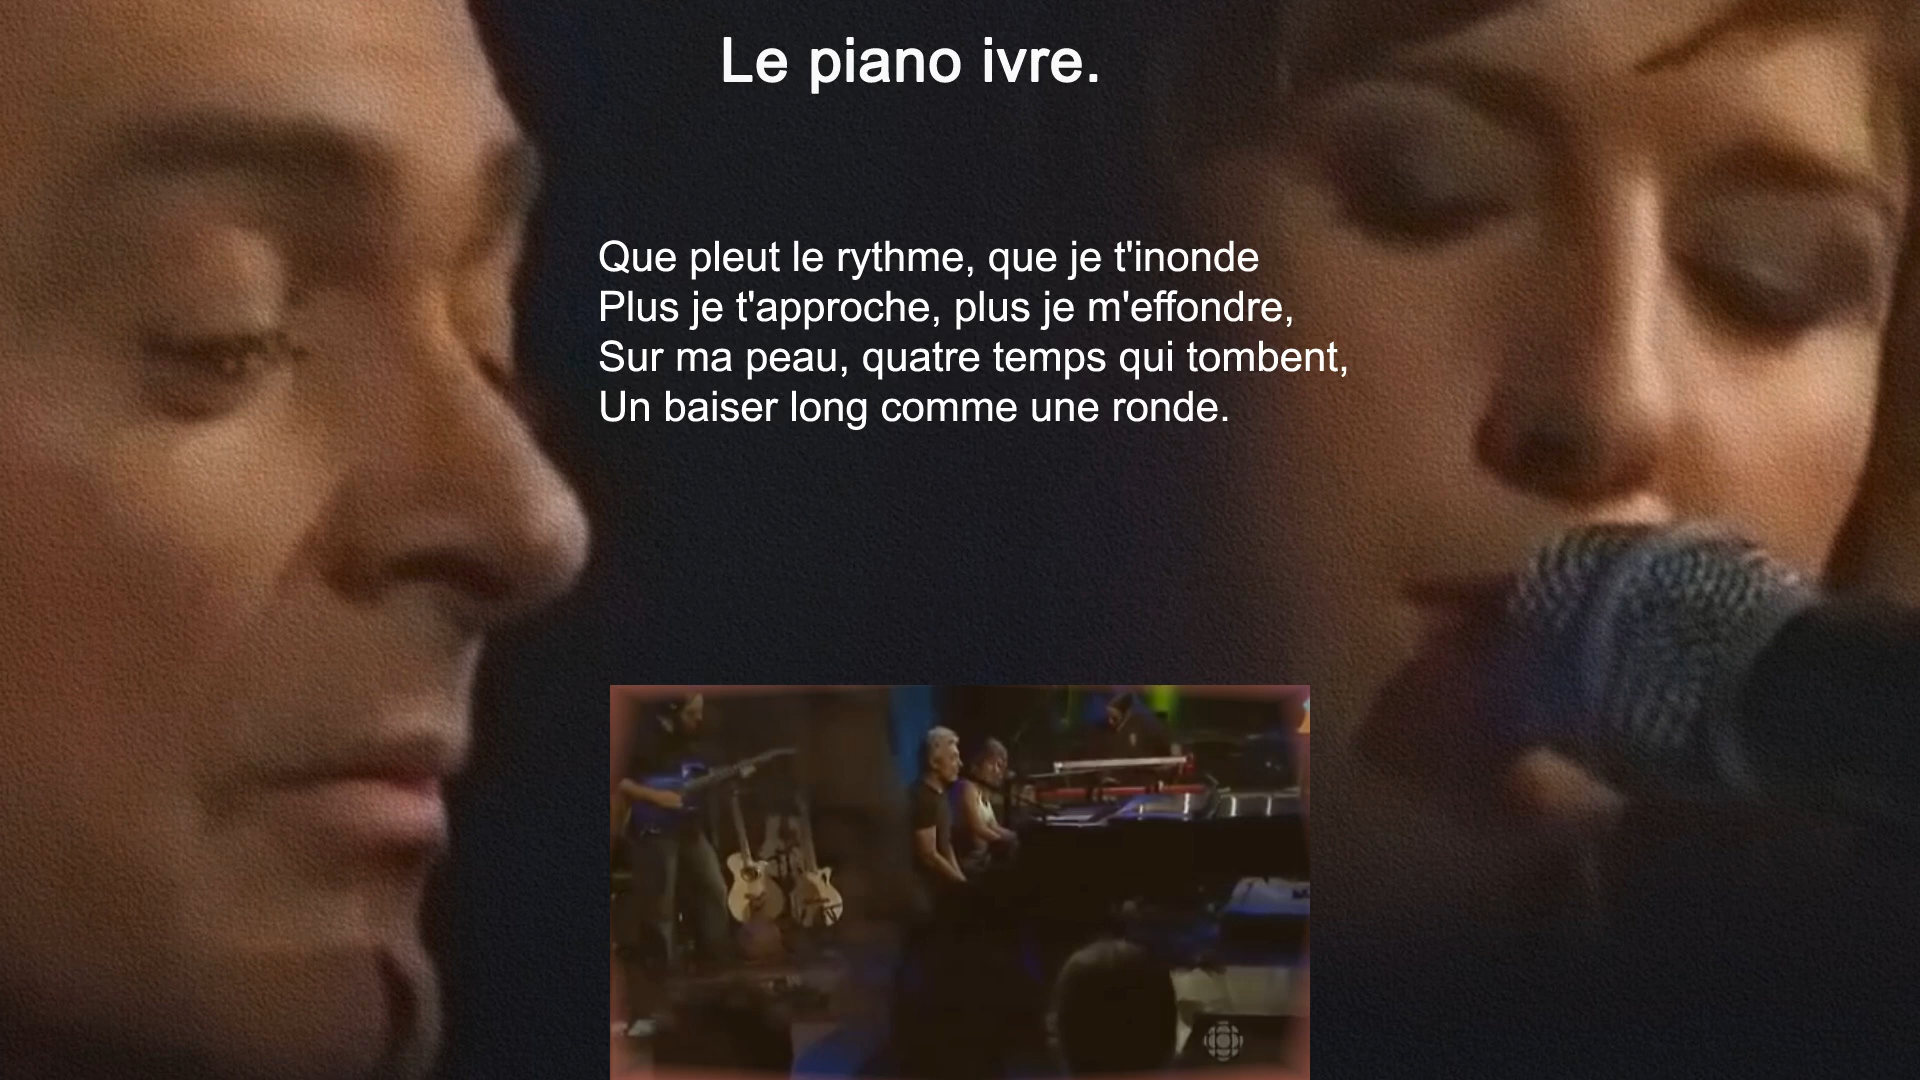 Le piano ivre.
Que pleut le rythme, que je t'inonde
Plus je t'approche, plus je m'effondre,
Sur ma peau, quatre temps qui tombent,
Un baiser long comme une ronde.